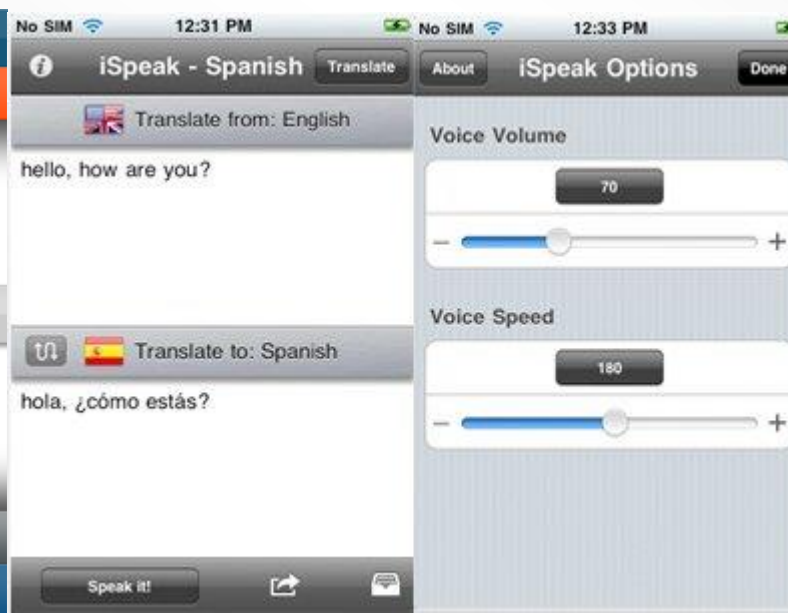 No SIM 12:31 PM
iSpeak - Spanish Translate
Translate from: English
hello, how are you?
Translate to: Spanish
hola, ¿cómo estás?
Speak it!
No SIM 12:33 PM
About iSpeak Options Done
Voice Volume
70
Voice Speed
180